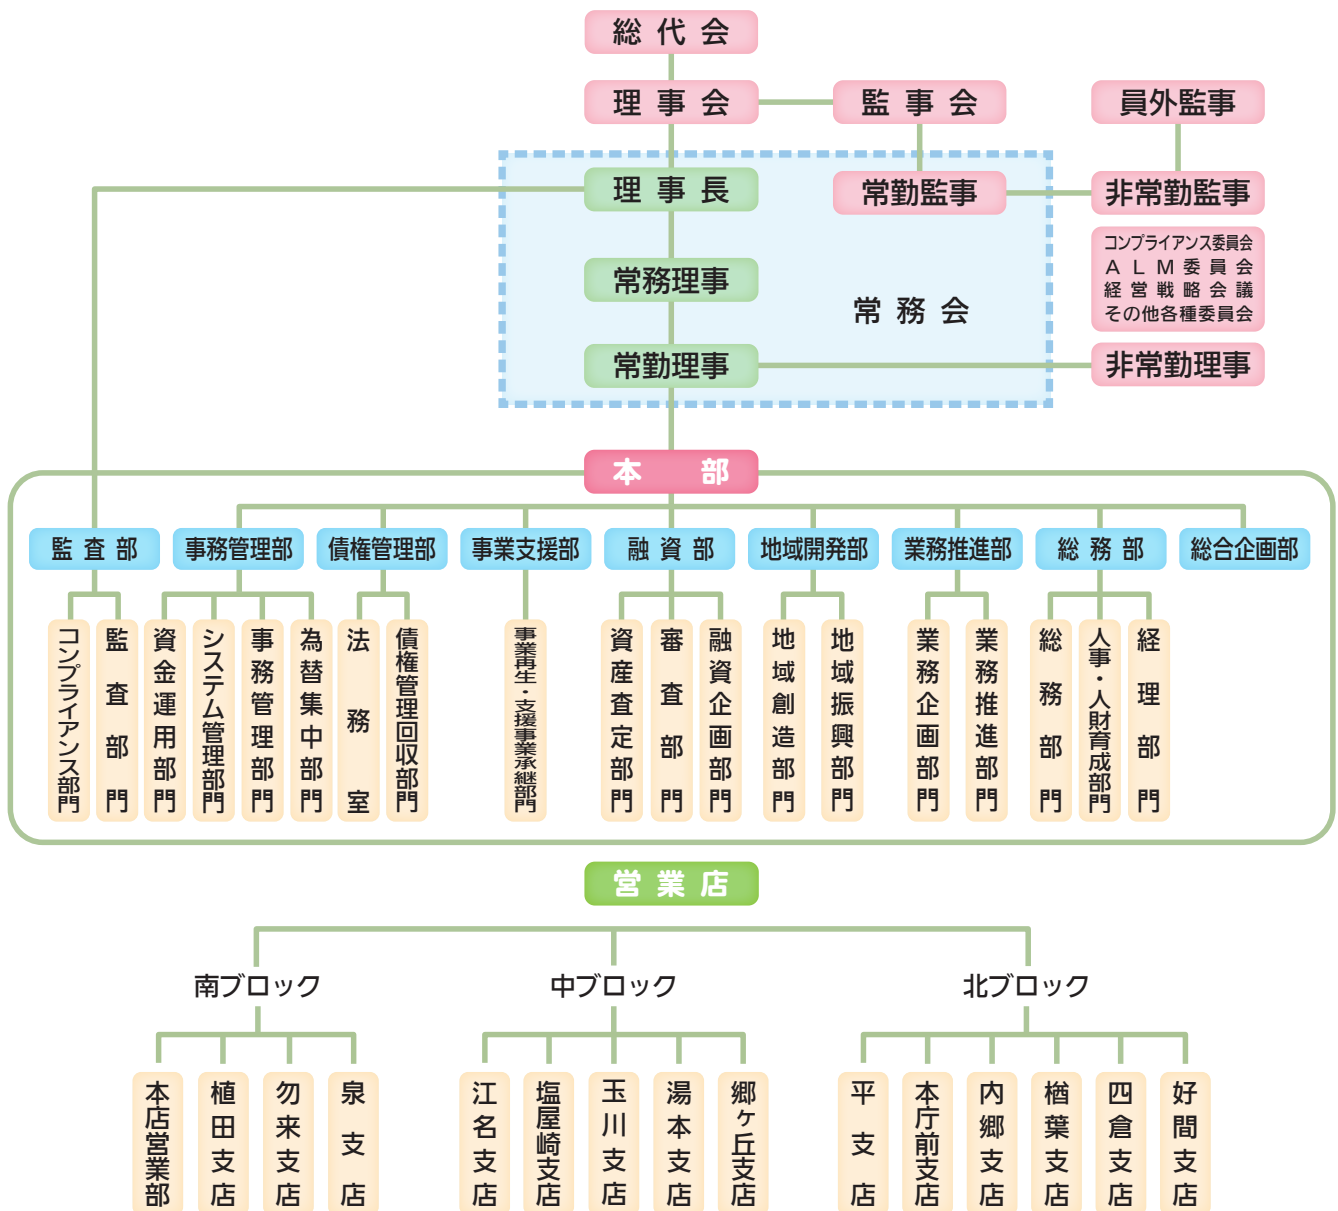 総代会
理事会
監事会
員外監事
理事長
常勤監事
非常勤監事
コンプライアンス委員会
ALM委員会
経営戦略会議
その他各種委員会
常務理事
常務会
常勤理事
非常勤理事
本部
監査部
事務管理部
債権管理部
事業支援部
融資部
地域開発部
業務推進部
総務部
総合企画部
コンプライアンス部門
監査部門
資金運用部門
システム管理部門
事務管理部門
為替集中部門
法務室
債権管理回収部門
事業再生・支援事業承継部門
資産査定部門
審査部門
融資企画部門
地域創造部門
地域振興部門
業務企画部門
業務推進部門
総務部門
人事・人財育成部門
経理部門
営業店
南ブロック
中ブロック
北ブロック
本店営業部
植田支店
勿来支店
泉支店
江名支店
塩屋崎支店
玉川支店
湯本支店
郷ヶ丘支店
平支店
本庁前支店
内郷支店
楢葉支店
四倉支店
好間支店